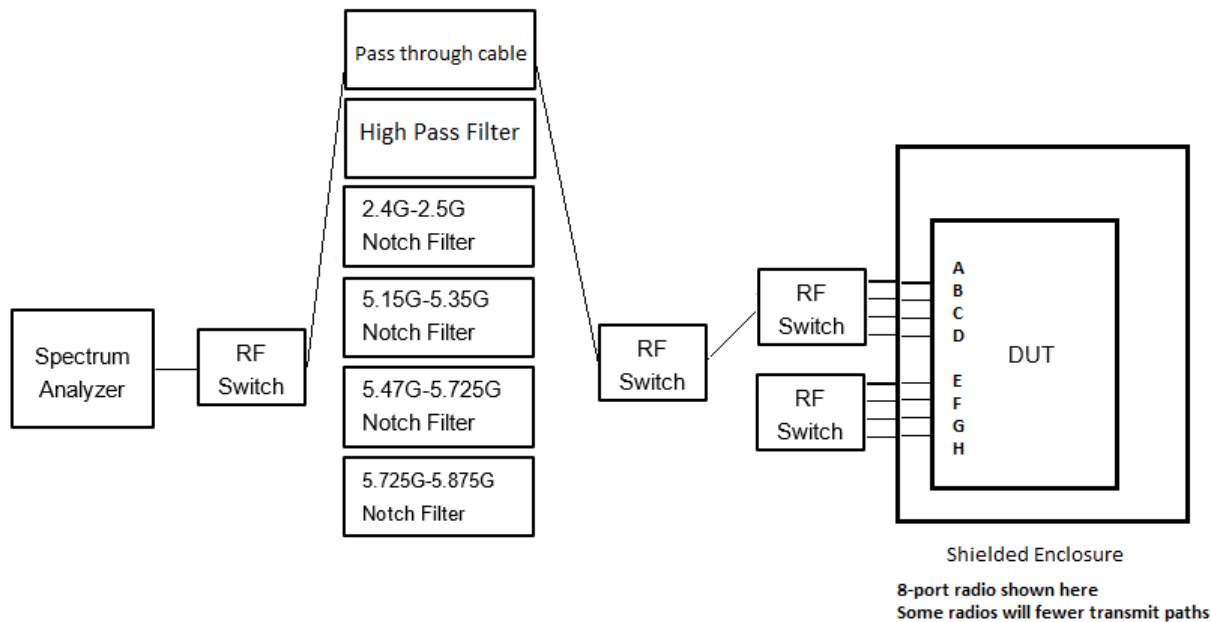 Pass through cable
High Pass Filter
2.4G-2.5G
Notch Filter
5.15G-5.35G
Notch Filter
5.47G-5.725G
Notch Filter
5.725G-5.875G
Notch Filter
Spectrum
Analyzer
RF
Switch
RF
Switch
RF
Switch
RF
Switch
A
B
C
D
E
F
G
H
DUT
Shielded Enclosure
8-port radio shown here
Some radios will fewer transmit paths